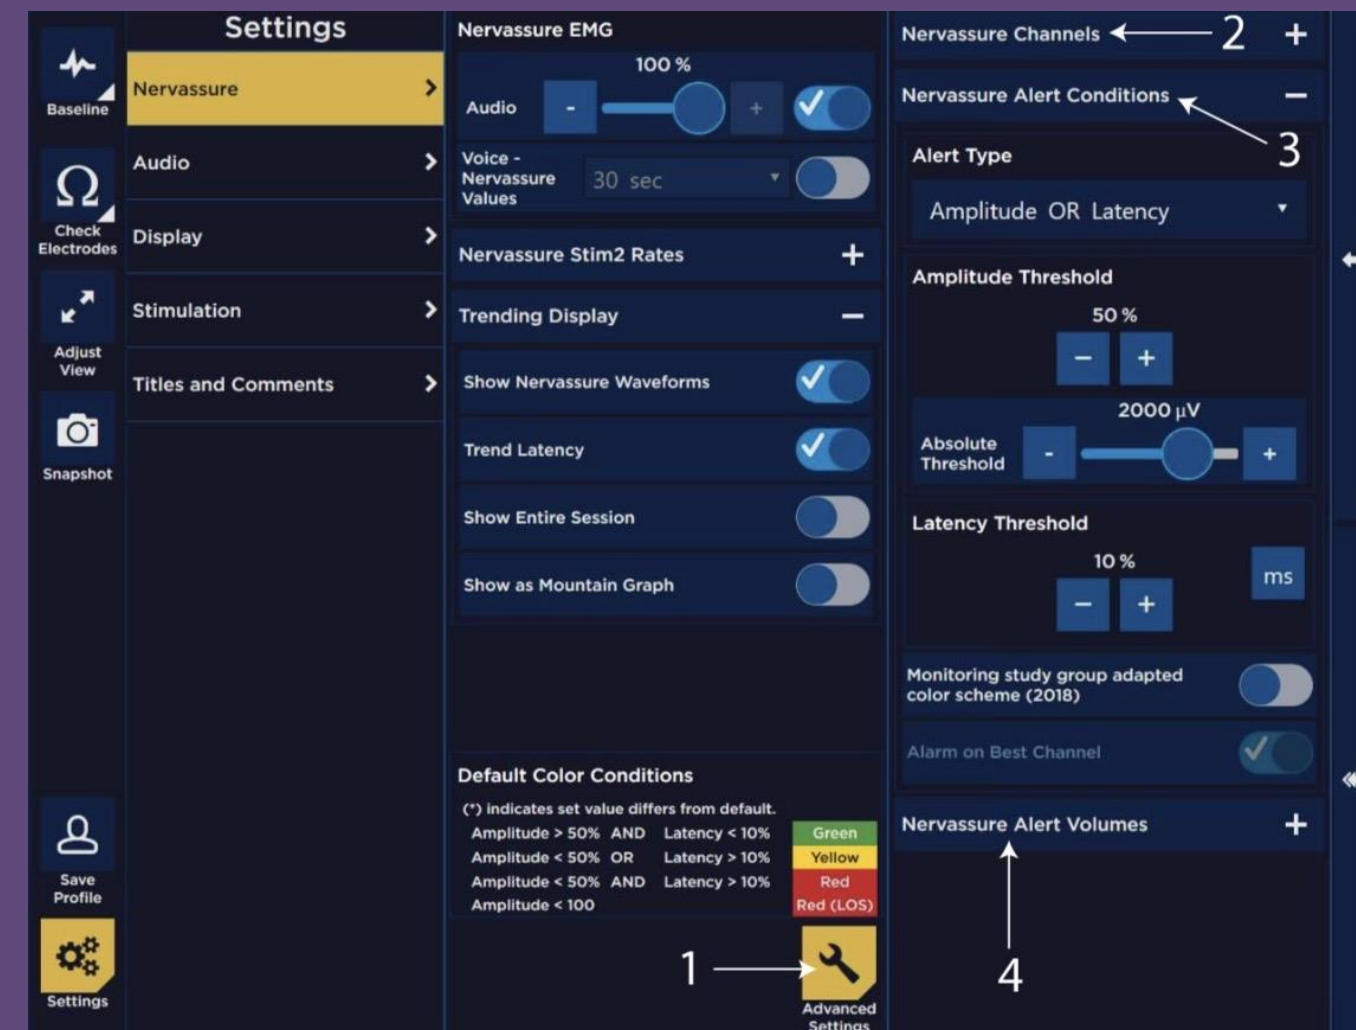 Baseline
Check
Electrodes
Adjust
View
Snapshot
Save
Profile
Settings
Settings
Nervassure
Audio
Display
Stimulation
Titles and Comments
Nervassure EMG
100 %
Audio - +
Voice -
Nervassure
Values
30 sec
Nervassure Stim2 Rates +
Trending Display −
Show Nervassure Waveforms
Trend Latency
Show Entire Session
Show as Mountain Graph
Default Color Conditions
(*) indicates set value differs from default.
Amplitude > 50% AND Latency < 10% Green
Amplitude < 50% OR Latency > 10% Yellow
Amplitude < 50% AND Latency > 10% Red
Amplitude < 100 Red (LOS)
1
Advanced
Settings
Nervassure Channels 2 +
Nervassure Alert Conditions −
3
Alert Type
Amplitude OR Latency
Amplitude Threshold
50 %
− +
2000 µV
Absolute
Threshold
- +
Latency Threshold
10 %
ms
− +
Monitoring study group adapted
color scheme (2018)
Alarm on Best Channel
Nervassure Alert Volumes +
4